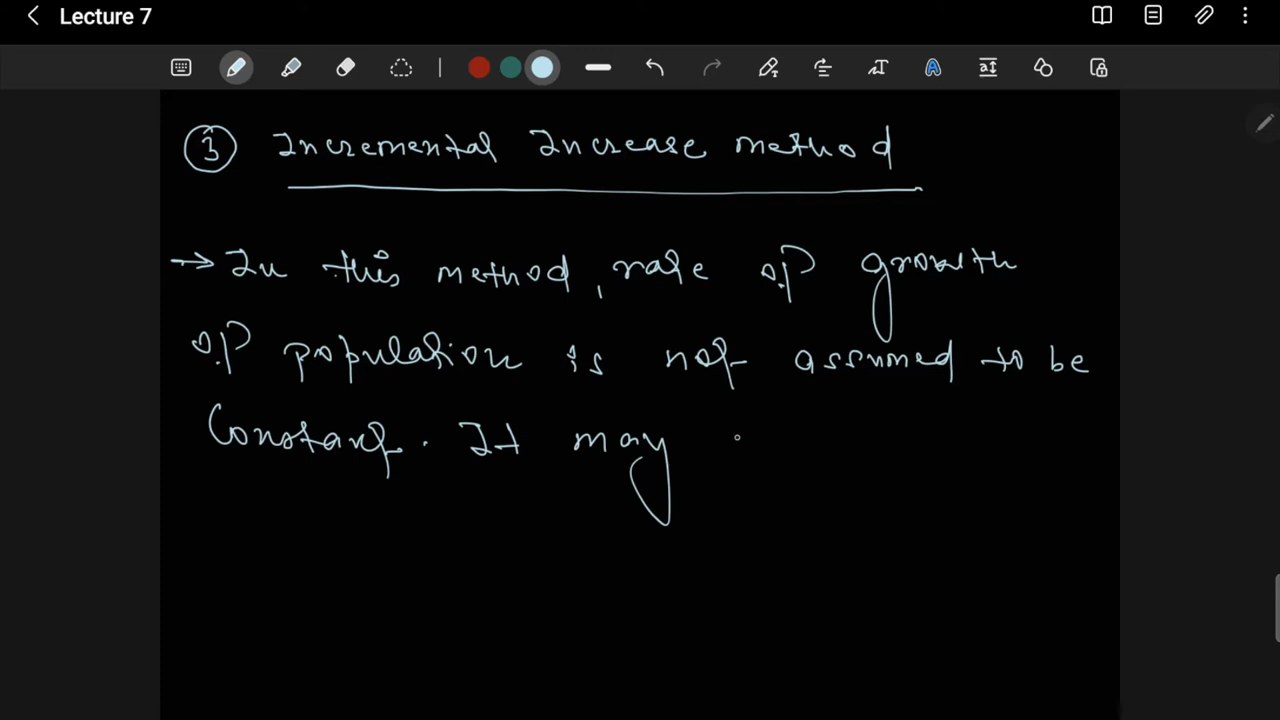 Lecture 7
③ Incremental Increase method
→ In this method, rate of growth
of population is not assumed to be
Constant. It may